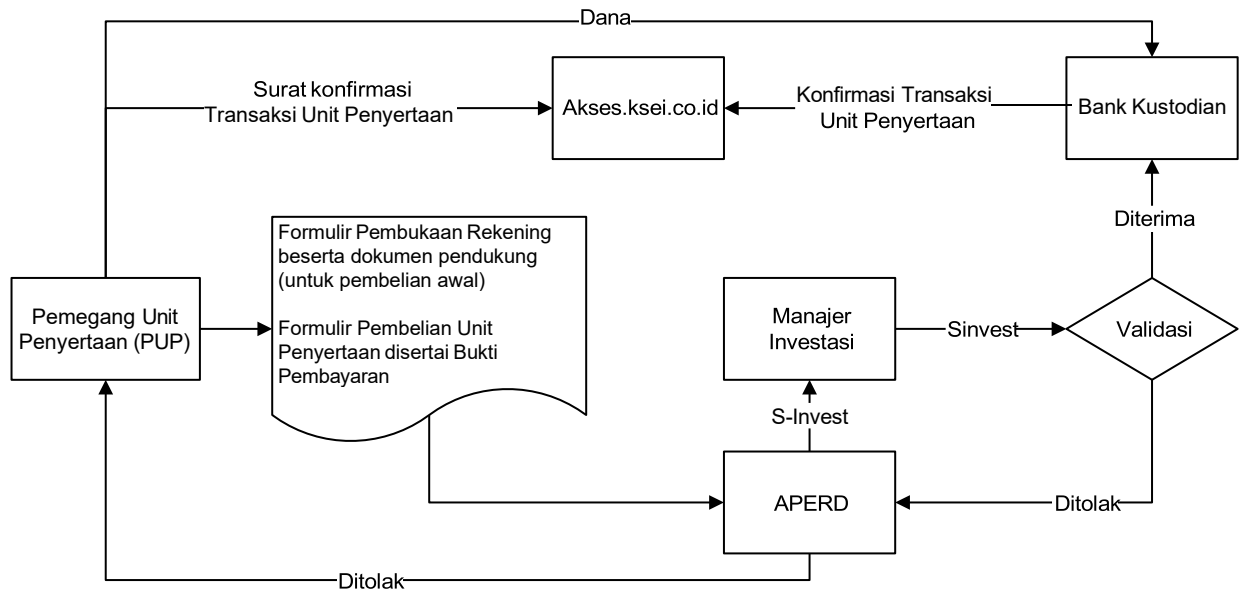 Dana
Surat konfirmasi
Transaksi Unit Penyertaan
Akses.ksei.co.id
Konfirmasi Transaksi
Unit Penyertaan
Bank Kustodian
Diterima
Formulir Pembukaan Rekening
beserta dokumen pendukung
(untuk pembelian awal)
Formulir Pembelian Unit
Penyertaan disertai Bukti
Pembayaran
Pemegang Unit
Penyertaan (PUP)
Manajer
Investasi
Sinvest
Validasi
S-Invest
APERD
Ditolak
Ditolak